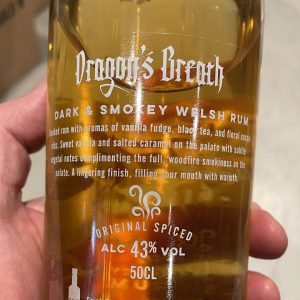 Dragon's Breath
DARK & SMOKEY WELSH RUM
rum with aromas of vanilla fudge, black tea, and floral
Sweet vanilla and salted caramel on the palate with subtle
notes complimenting the full, woodfire smokiness on the
palate. A lingering finish, filling your mouth with warmth.
ORIGINAL SPICED
ALC 43% VOL
50CL